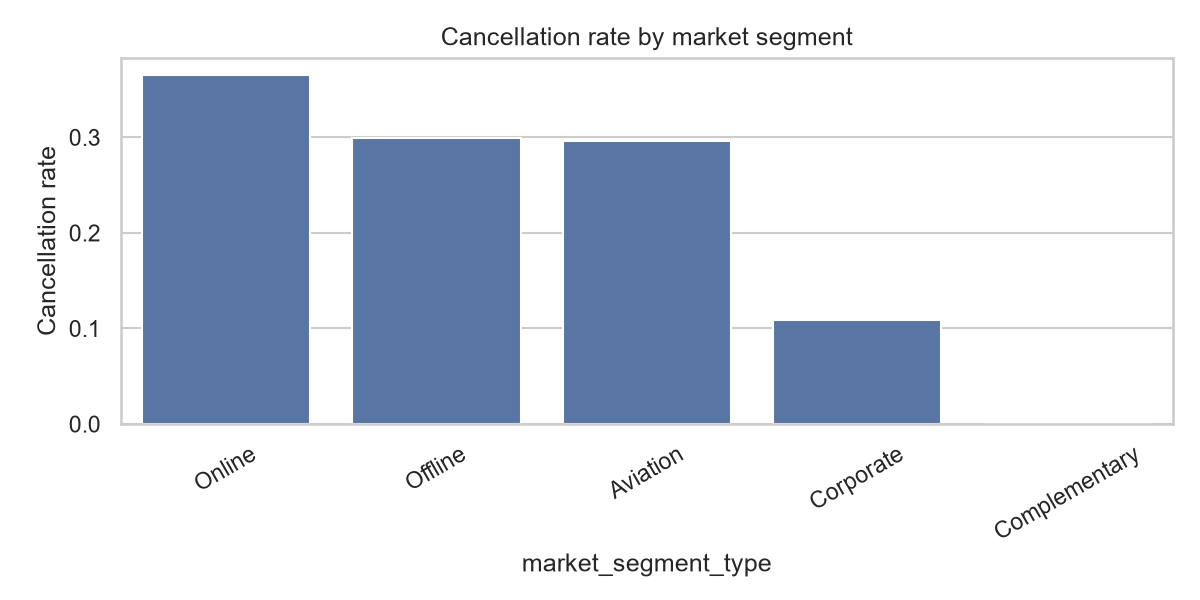 Cancellation rate by market segment
Cancellation rate
0.3
0.2
0.1
0.0
Online
Offline
Aviation
Corporate
Complementary
market_segment_type